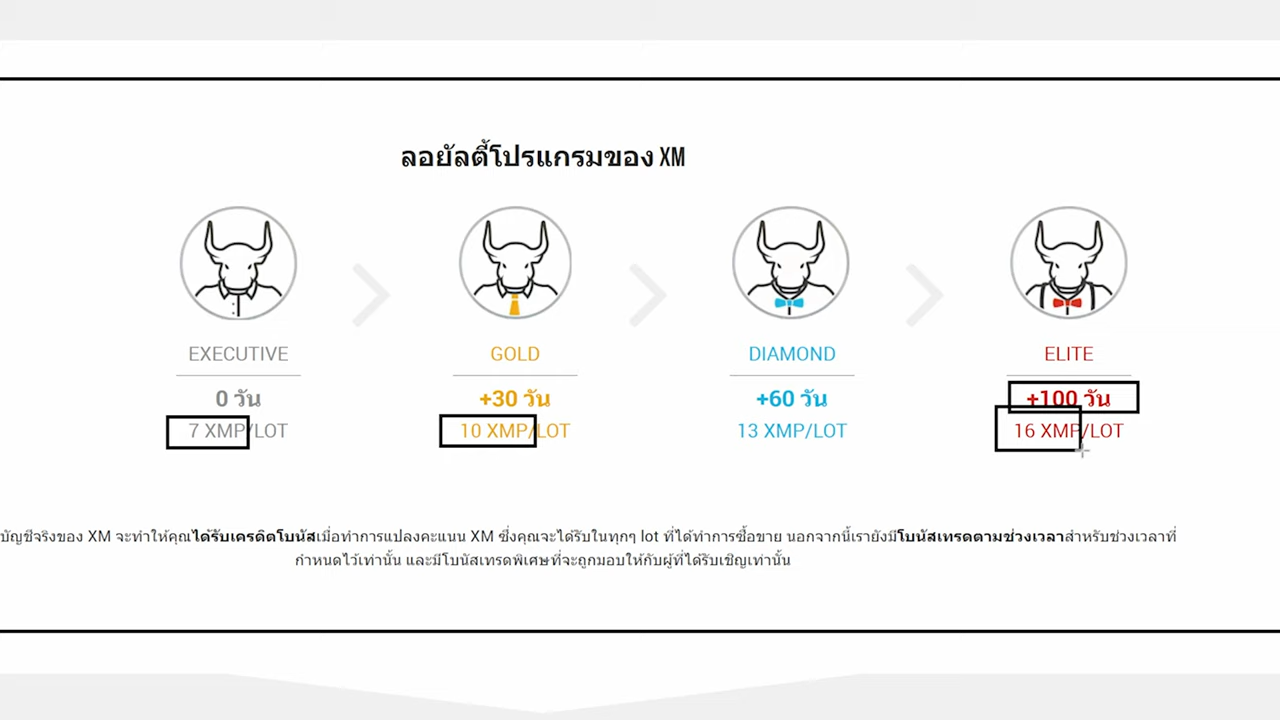 ลอยัลตี้โปรแกรมของ XM
EXECUTIVE
0 วัน
7 XMP/LOT
GOLD
+30 วัน
10 XMP/LOT
DIAMOND
+60 วัน
13 XMP/LOT
ELITE
+100 วัน
16 XMP/LOT
บัญชีจริงของ XM จะทำให้คุณได้รับเครดิตโบนัสเมื่อทำการแปลงคะแนน XM ซึ่งคุณจะได้รับในทุกๆ lot ที่ได้ทำการซื้อขาย นอกจากนี้เรายังมีโบนัสเทรดตามช่วงเวลาสำหรับช่วงเวลาที่
กำหนดไว้เท่านั้น และมีโบนัสเทรดพิเศษที่จะถูกมอบให้กับผู้ที่ได้รับเชิญเท่านั้น